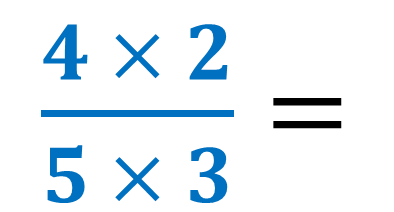 4 × 2
5 × 3 =